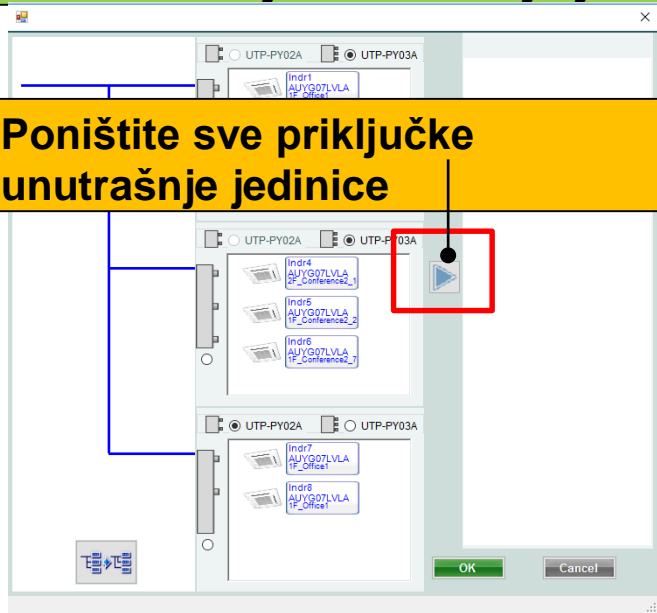 UTP-PY02A UTP-PY03A
Indr1
AUYG07LVLA
1F_Office1
Poništite sve priključke
unutrašnje jedinice
UTP-PY02A UTP-PY03A
Indr4
AUYG07LVLA
2F_Conference2_1
Indr5
AUYG07LVLA
1F_Conference2_2
Indr6
AUYG07LVLA
1F_Conference2_7
UTP-PY02A UTP-PY03A
Indr7
AUYG07LVLA
1F_Office1
Indr8
AUYG07LVLA
1F_Office1
OK Cancel